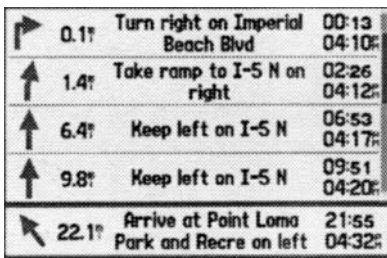 0.1 Turn right on Imperial Beach Blvd 00:13 04:10
1.4 Take ramp to I-5 N on right 02:26 04:12
6.4 Keep left on I-5 N 06:53 04:17
9.8 Keep left on I-5 N 09:51 04:20
22.1 Arrive at Point Loma Park and Recre on left 21:55 04:32